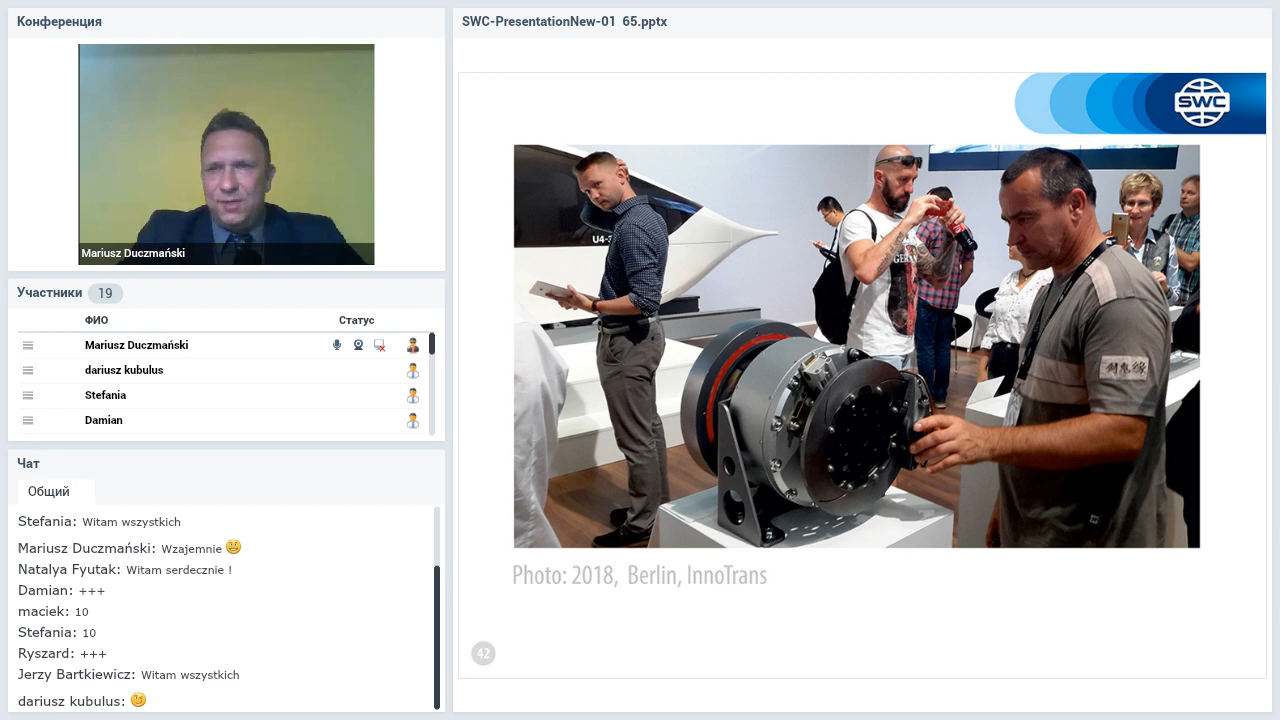 Конференция
Mariusz Duczmański
Участники 19
ФИО Статус
Mariusz Duczmański
dariusz kubulus
Stefania
Damian
Чат
Общий
Stefania: Witam wszystkich
Mariusz Duczmański: Wzajemnie
Natalya Fyutak: Witam serdecznie !
Damian: +++
maciek: 10
Stefania: 10
Ryszard: +++
Jerzy Bartkiewicz: Witam wszystkich
dariusz kubulus:
SWC-PresentationNew-01 65.pptx
SWC
U4-3
Photo: 2018, Berlin, InnoTrans
42